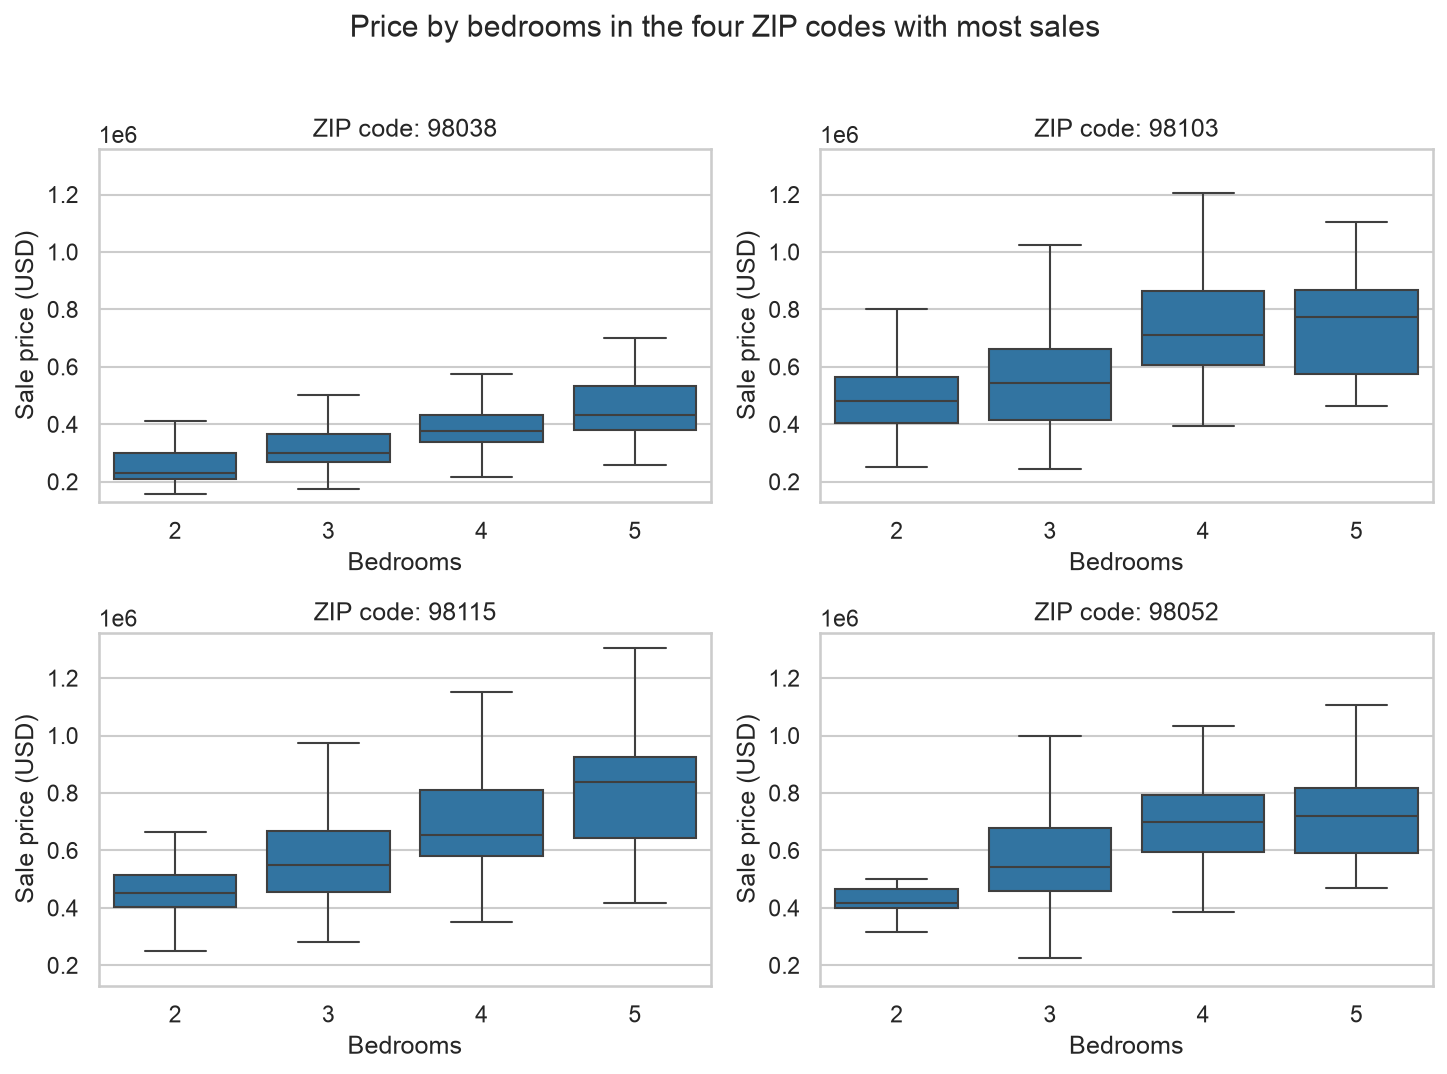 Price by bedrooms in the four ZIP codes with most sales
ZIP code: 98038
1e6
Sale price (USD)
1.2
1.0
0.8
0.6
0.4
0.2
2 3 4 5
Bedrooms
ZIP code: 98103
1e6
Sale price (USD)
1.2
1.0
0.8
0.6
0.4
0.2
2 3 4 5
Bedrooms
ZIP code: 98115
1e6
Sale price (USD)
1.2
1.0
0.8
0.6
0.4
0.2
2 3 4 5
Bedrooms
ZIP code: 98052
1e6
Sale price (USD)
1.2
1.0
0.8
0.6
0.4
0.2
2 3 4 5
Bedrooms